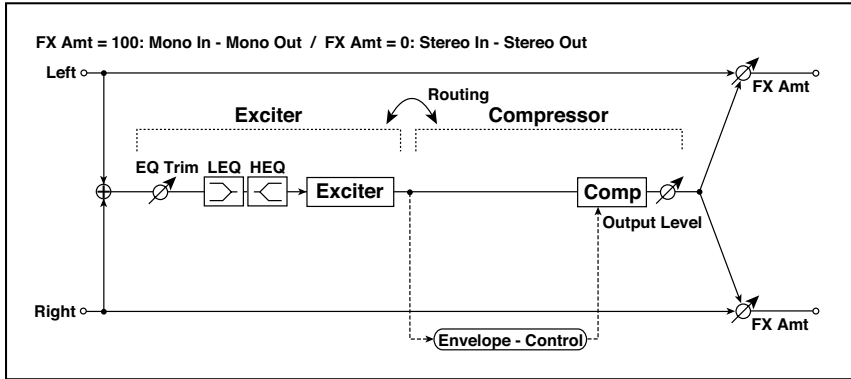 FX Amt = 100: Mono In - Mono Out / FX Amt = 0: Stereo In - Stereo Out
Left
FX Amt
Routing
Exciter
Compressor
EQ Trim
LEQ
HEQ
Exciter
Comp
Output Level
Right
FX Amt
Envelope - Control